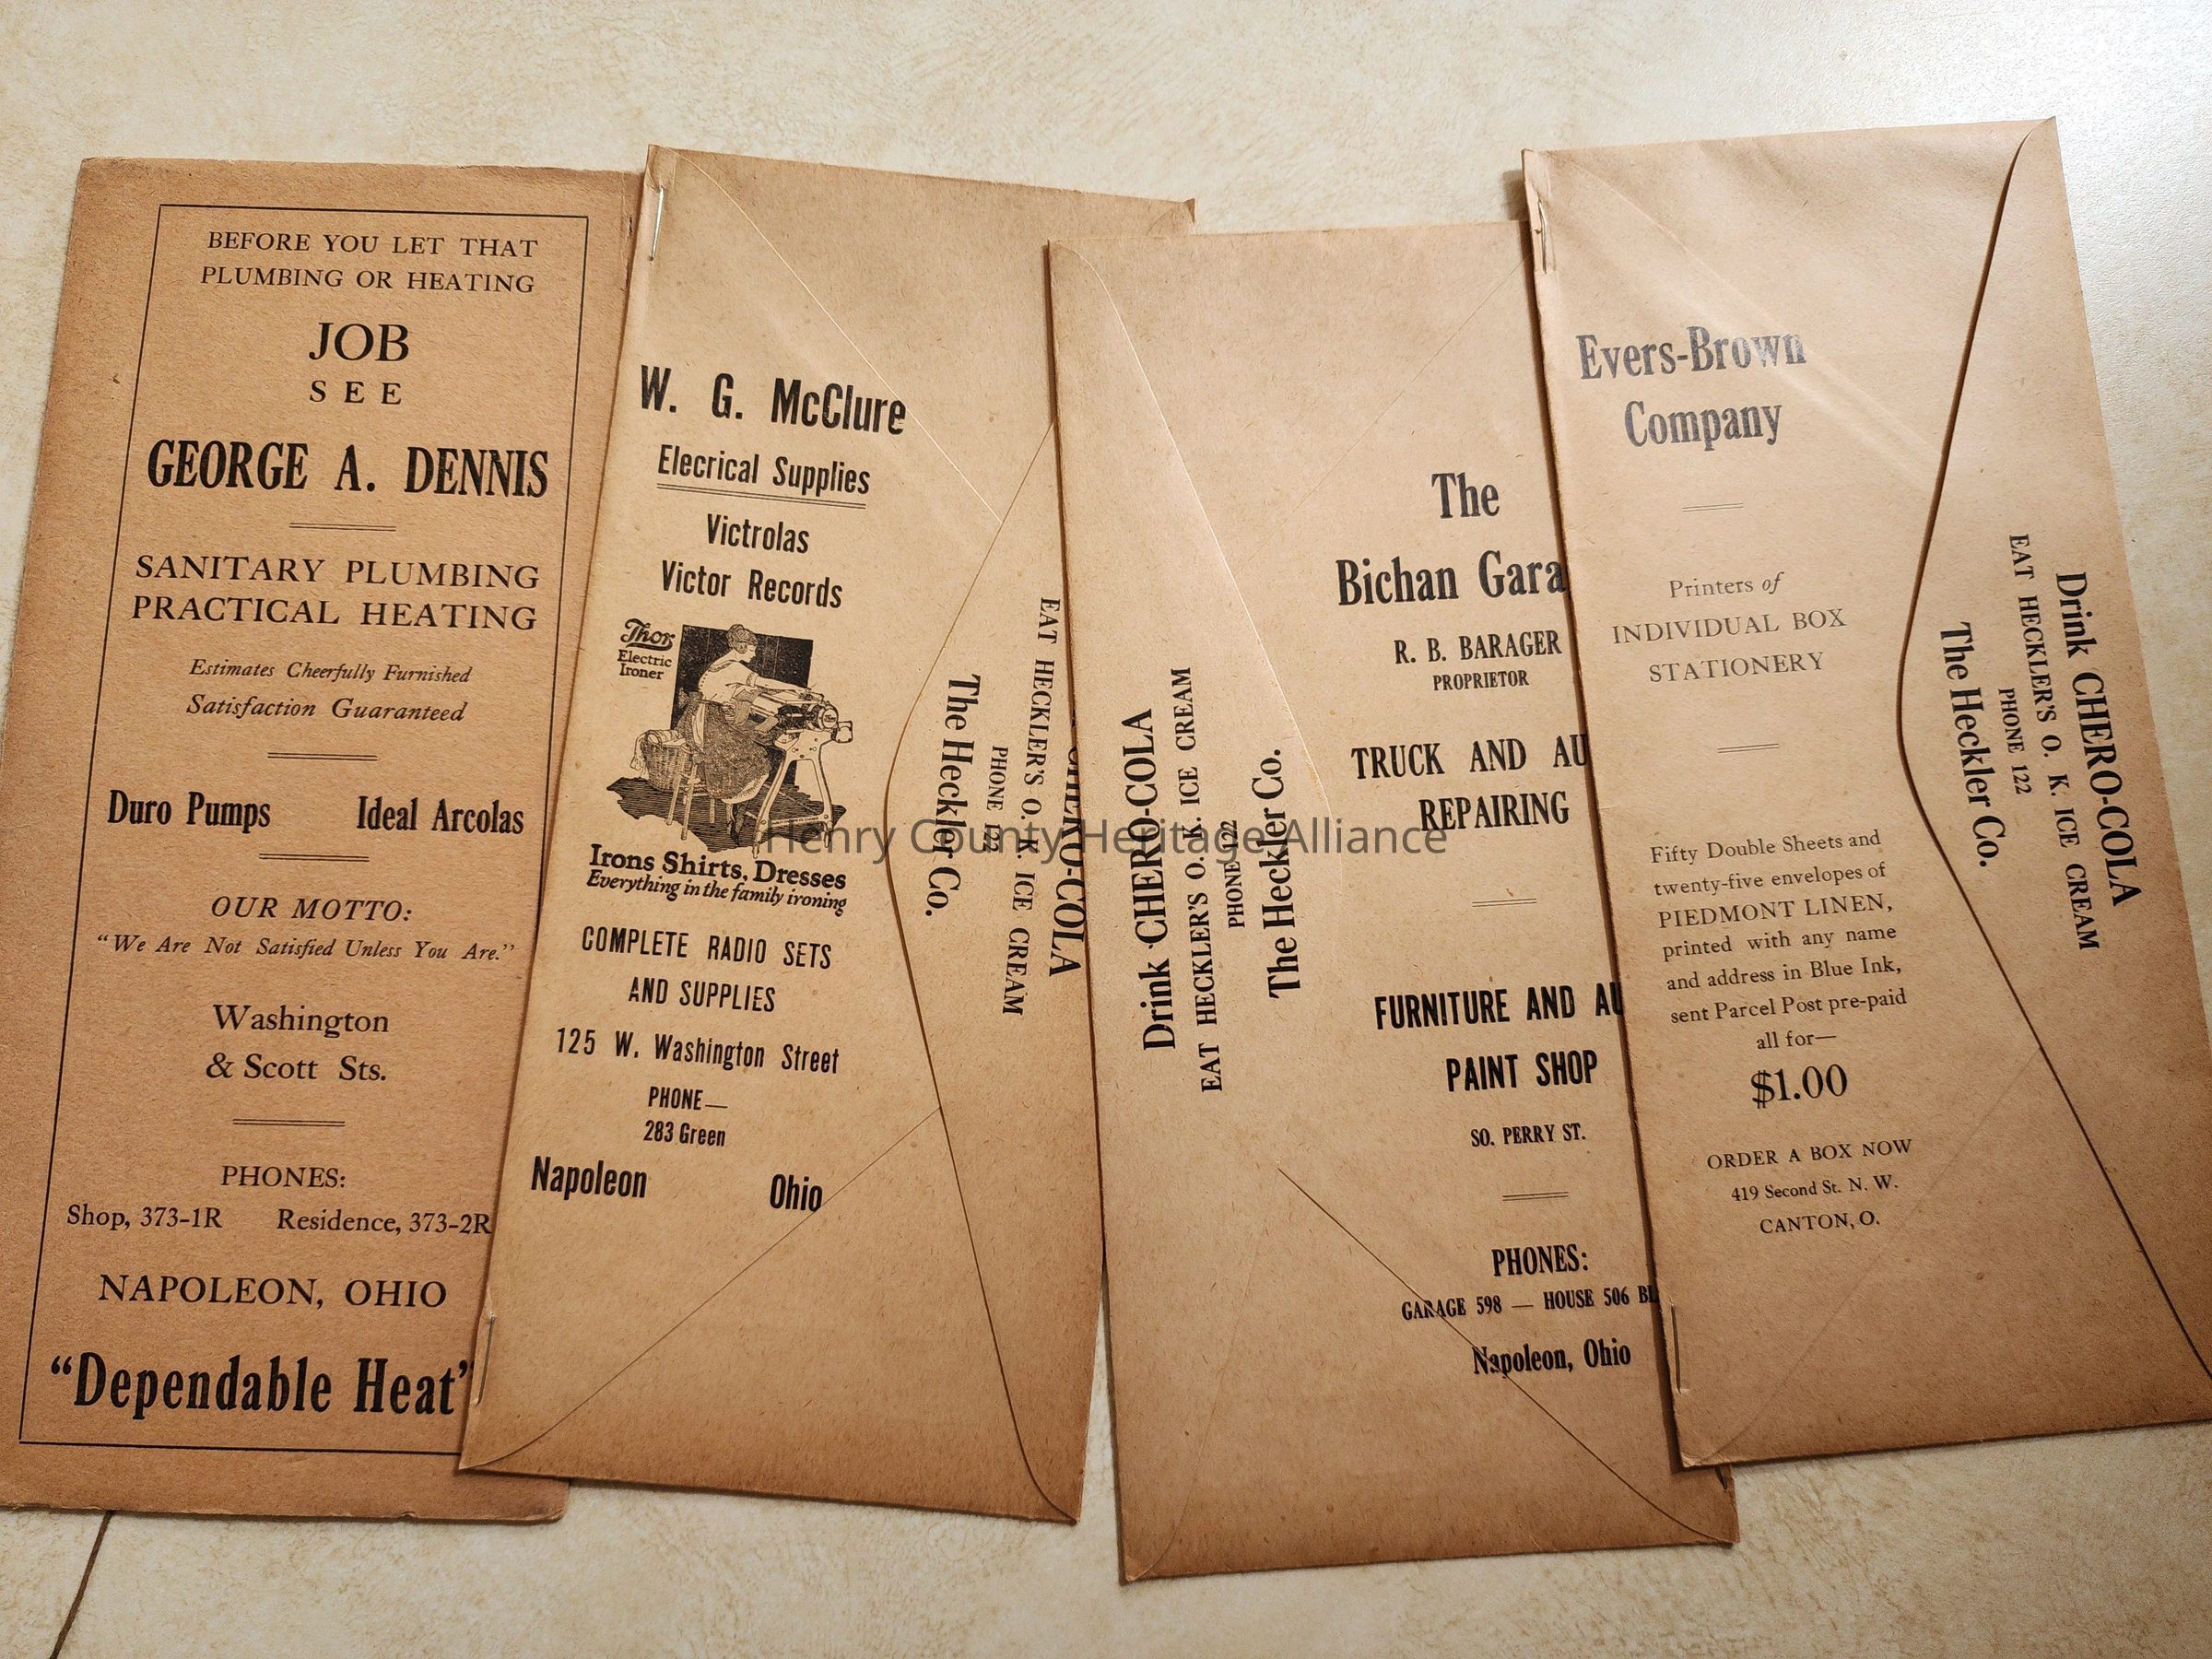 BEFORE YOU LET THAT
PLUMBING OR HEATING
JOB
SEE
GEORGE A. DENNIS
SANITARY PLUMBING
PRACTICAL HEATING
Estimates Cheerfully Furnished
Satisfaction Guaranteed
Duro Pumps Ideal Arcolas
OUR MOTTO:
"We Are Not Satisfied Unless You Are."
Washington
& Scott Sts.
PHONES:
Shop, 373-1R Residence, 373-2R
NAPOLEON, OHIO
"Dependable Heat"
W. G. McClure
Elecrical Supplies
Victrolas
Victor Records
Thor
Electric
Ironer
Irons Shirts, Dresses
Everything in the family ironing
COMPLETE RADIO SETS
AND SUPPLIES
125 W. Washington Street
PHONE—
283 Green
Napoleon Ohio
CHERO-COLA
EAT HECKLER'S O. K. ICE CREAM
PHONE 122
The Heckler Co.
Drink CHERO-COLA
EAT HECKLER'S O. K. ICE CREAM
PHONE 122
The Heckler Co.
The
Bichan Gara
R. B. BARAGER
PROPRIETOR
TRUCK AND AU
REPAIRING
FURNITURE AND AU
PAINT SHOP
SO. PERRY ST.
PHONES:
GARAGE 598 — HOUSE 506 BL
Napoleon, Ohio
Evers-Brown
Company
Printers of
INDIVIDUAL BOX
STATIONERY
Fifty Double Sheets and
twenty-five envelopes of
PIEDMONT LINEN,
printed with any name
and address in Blue Ink,
sent Parcel Post pre-paid
all for—
$1.00
ORDER A BOX NOW
419 Second St. N. W.
CANTON, O.
Drink CHERO-COLA
EAT HECKLER'S O. K. ICE CREAM
PHONE 122
The Heckler Co.
Henry County Heritage Alliance